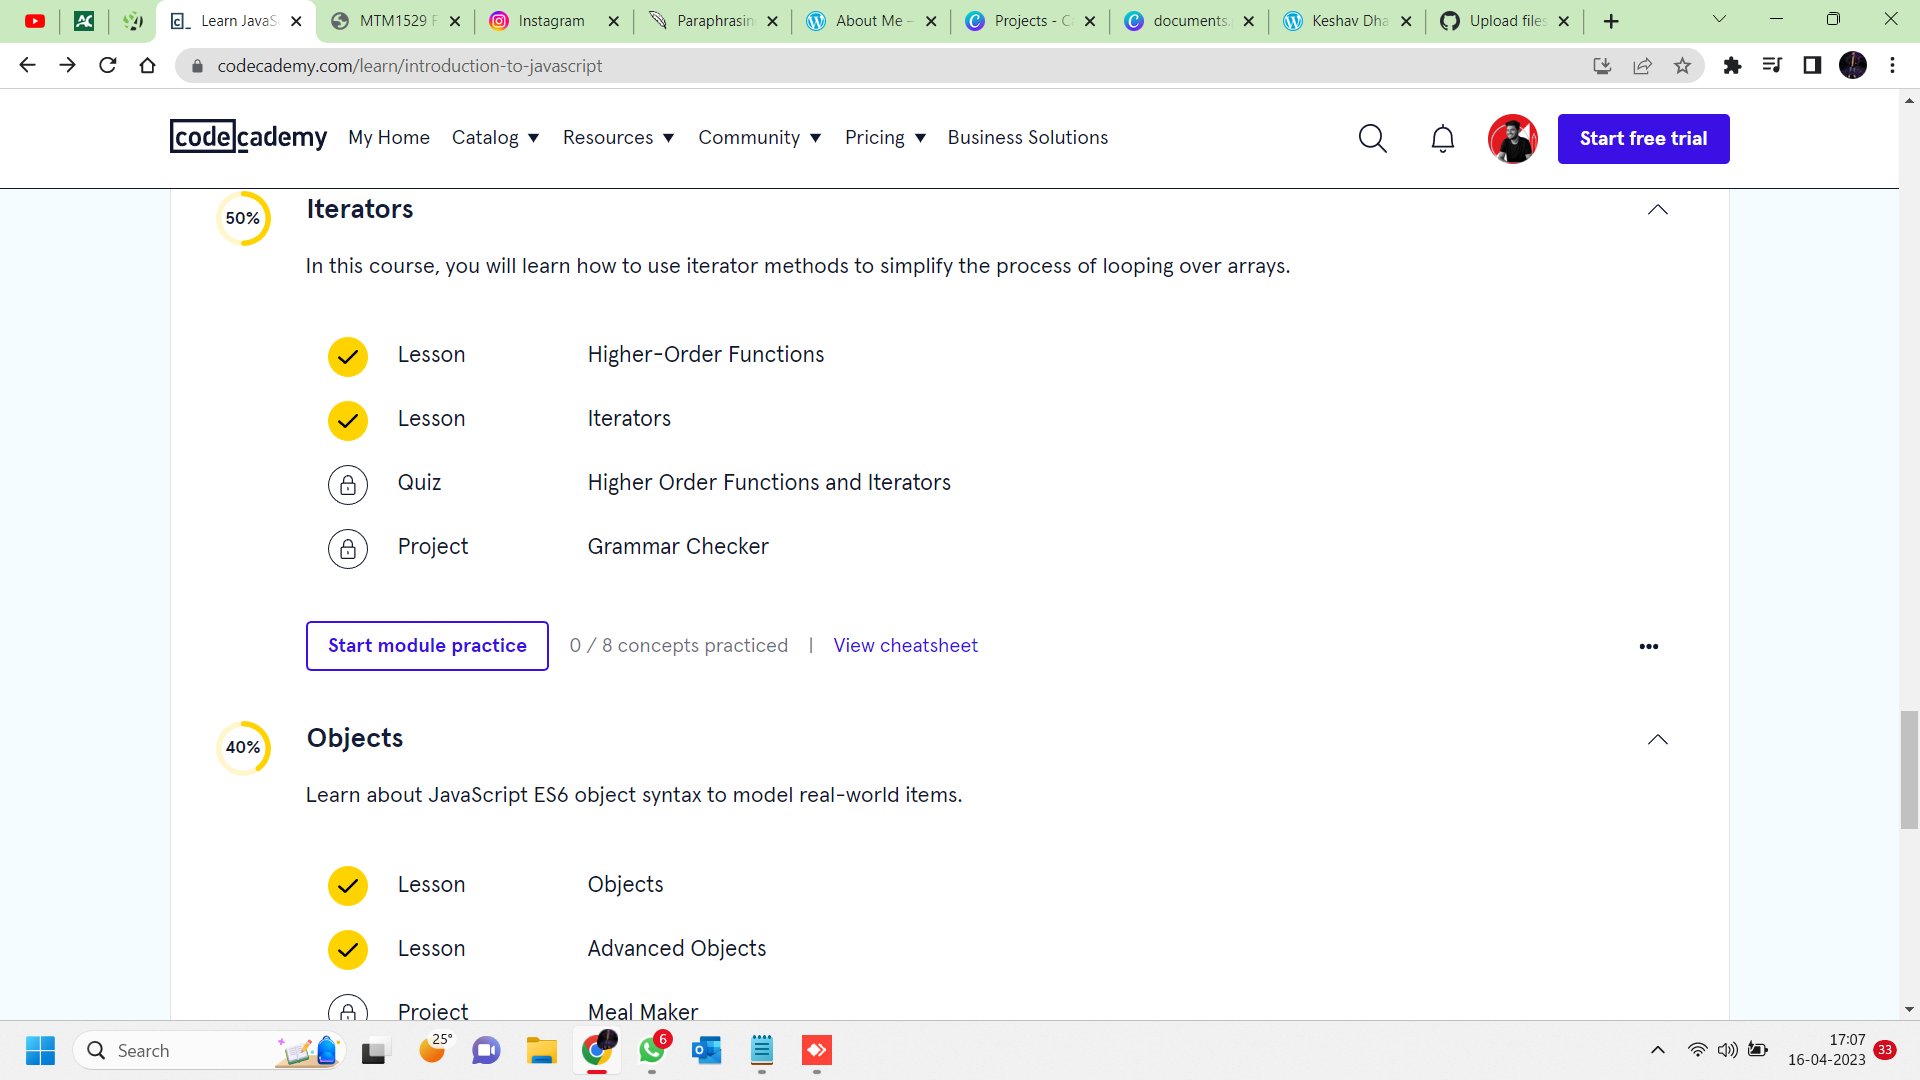 Learn JavaS
MTM1529 F
Instagram
Paraphrasin
About Me –
Projects - C
documents.
Keshav Dha
Upload files
codecademy.com/learn/introduction-to-javascript
codecademy My Home Catalog Resources Community Pricing Business Solutions Start free trial
50% Iterators
In this course, you will learn how to use iterator methods to simplify the process of looping over arrays.
Lesson Higher-Order Functions
Lesson Iterators
Quiz Higher Order Functions and Iterators
Project Grammar Checker
Start module practice 0 / 8 concepts practiced | View cheatsheet
40% Objects
Learn about JavaScript ES6 object syntax to model real-world items.
Lesson Objects
Lesson Advanced Objects
Project Meal Maker
Search 25° 6 17:07
16-04-2023 33